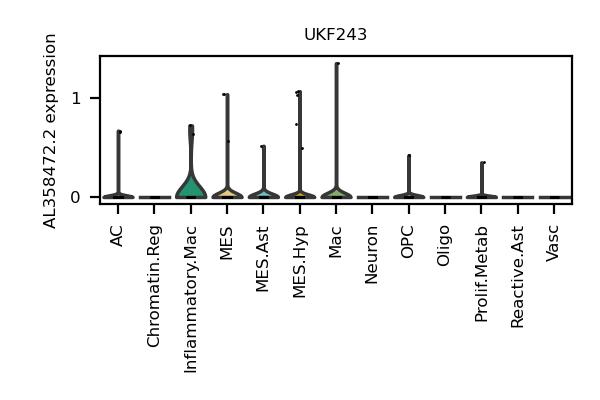 UKF243
AL358472.2 expression
1
0
AC
Chromatin.Reg
Inflammatory.Mac
MES
MES.Ast
MES.Hyp
Mac
Neuron
OPC
Oligo
Prolif.Metab
Reactive.Ast
Vasc